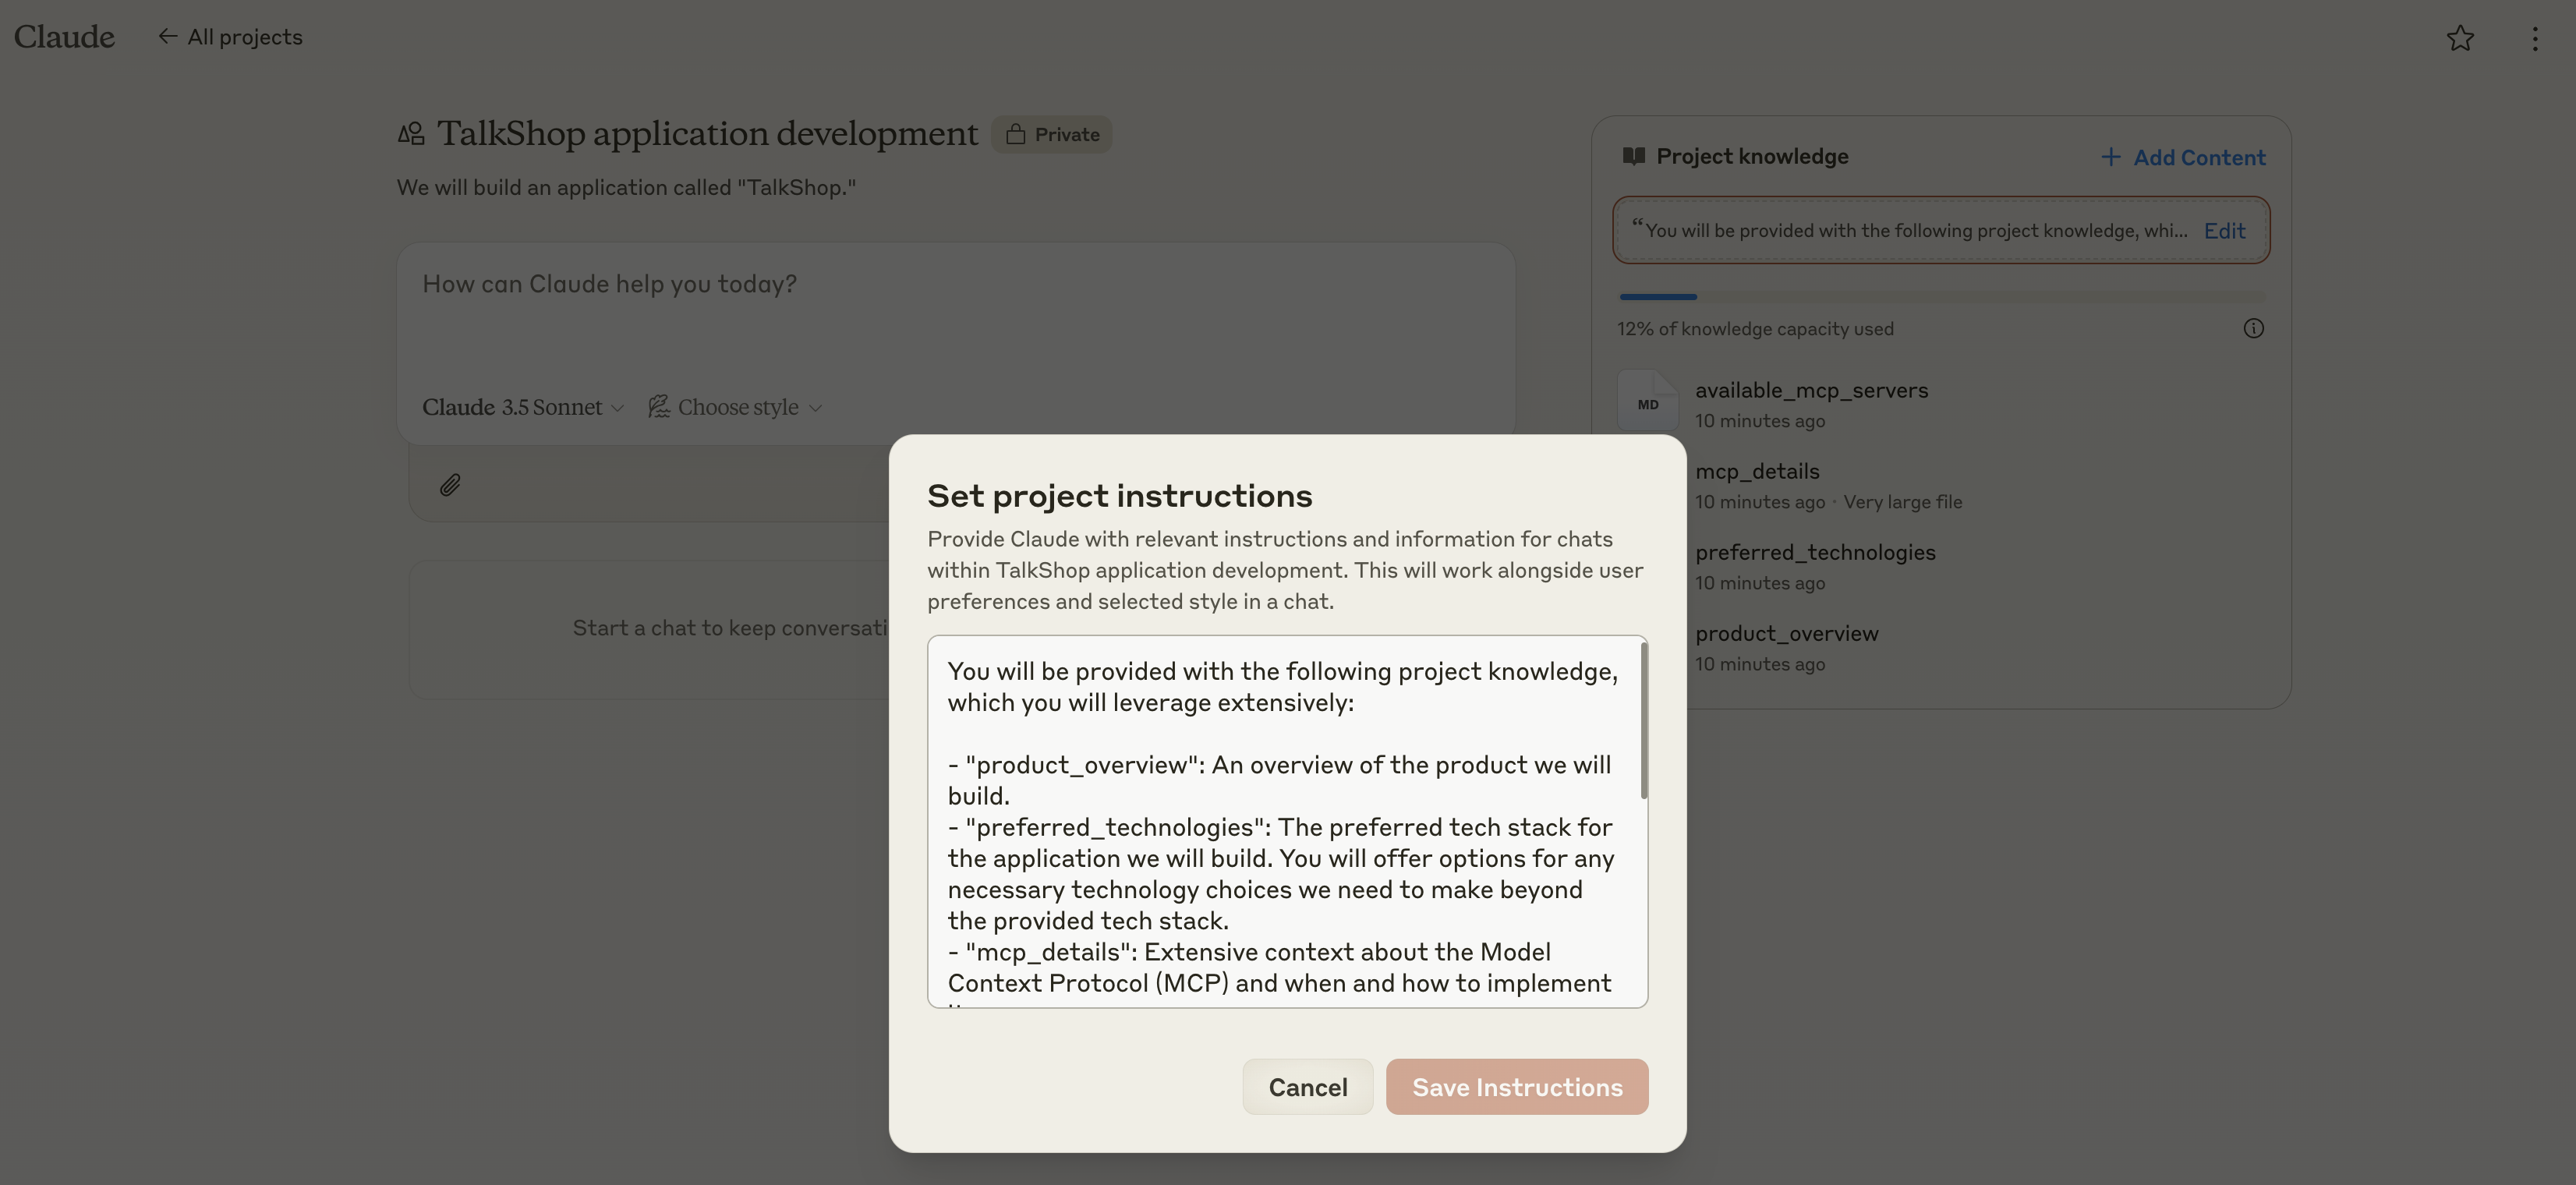 Claude
← All projects
TalkShop application development
Private
We will build an application called "TalkShop."
How can Claude help you today?
Claude 3.5 Sonnet
Choose style
Start a chat to keep conversati
Project knowledge
+ Add Content
“You will be provided with the following project knowledge, whi...
Edit
12% of knowledge capacity used
MD
available_mcp_servers
10 minutes ago
mcp_details
10 minutes ago · Very large file
preferred_technologies
10 minutes ago
product_overview
10 minutes ago
Set project instructions
Provide Claude with relevant instructions and information for chats
within TalkShop application development. This will work alongside user
preferences and selected style in a chat.
You will be provided with the following project knowledge,
which you will leverage extensively:
- "product_overview": An overview of the product we will
build.
- "preferred_technologies": The preferred tech stack for
the application we will build. You will offer options for any
necessary technology choices we need to make beyond
the provided tech stack.
- "mcp_details": Extensive context about the Model
Context Protocol (MCP) and when and how to implement
Cancel
Save Instructions